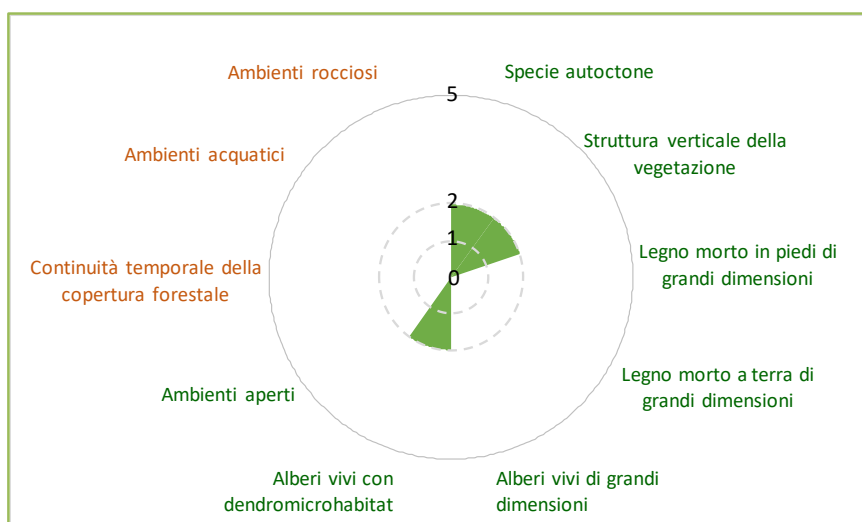 Ambienti rocciosi
Specie autoctone
5
Ambienti acquatici
Struttura verticale della
vegetazione
2
1
0
Continuità temporale della
copertura forestale
Legno morto in piedi di
grandi dimensioni
Ambienti aperti
Legno morto a terra di
grandi dimensioni
Alberi vivi con
dendromicrohabitat
Alberi vivi di grandi
dimensioni